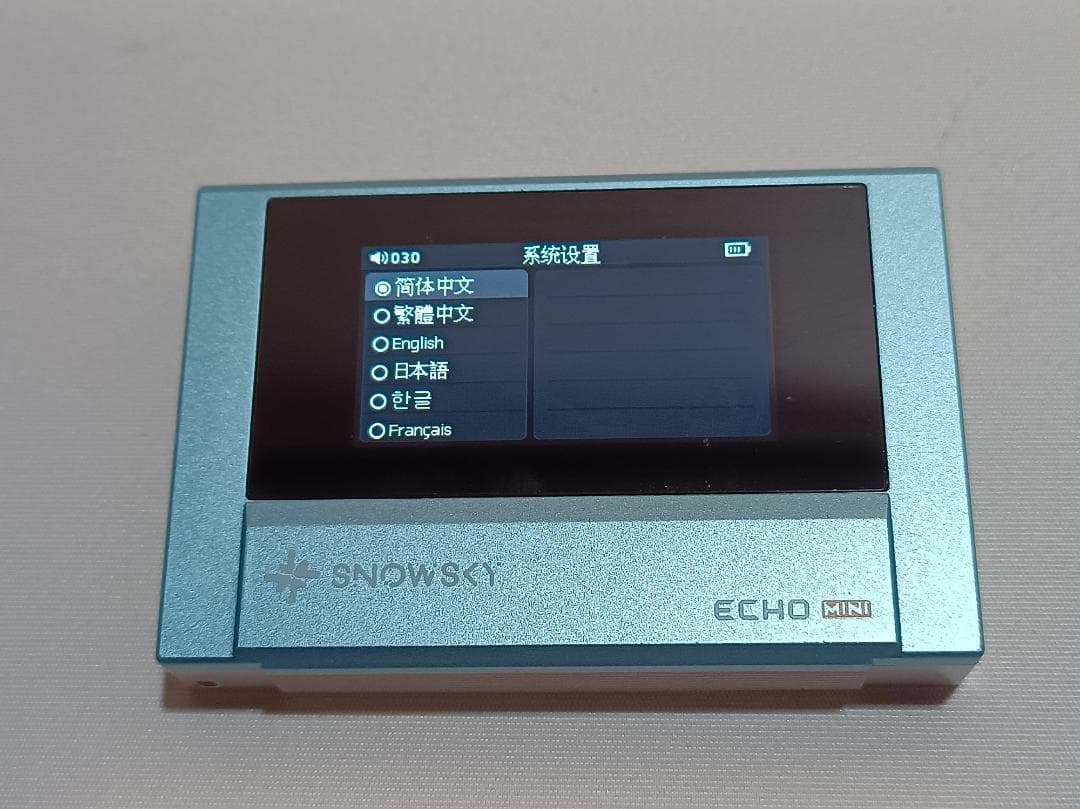 030 系统设置
简体中文
繁體中文
English
日本語
한글
Français
SNOWSKY
ECHO MINI